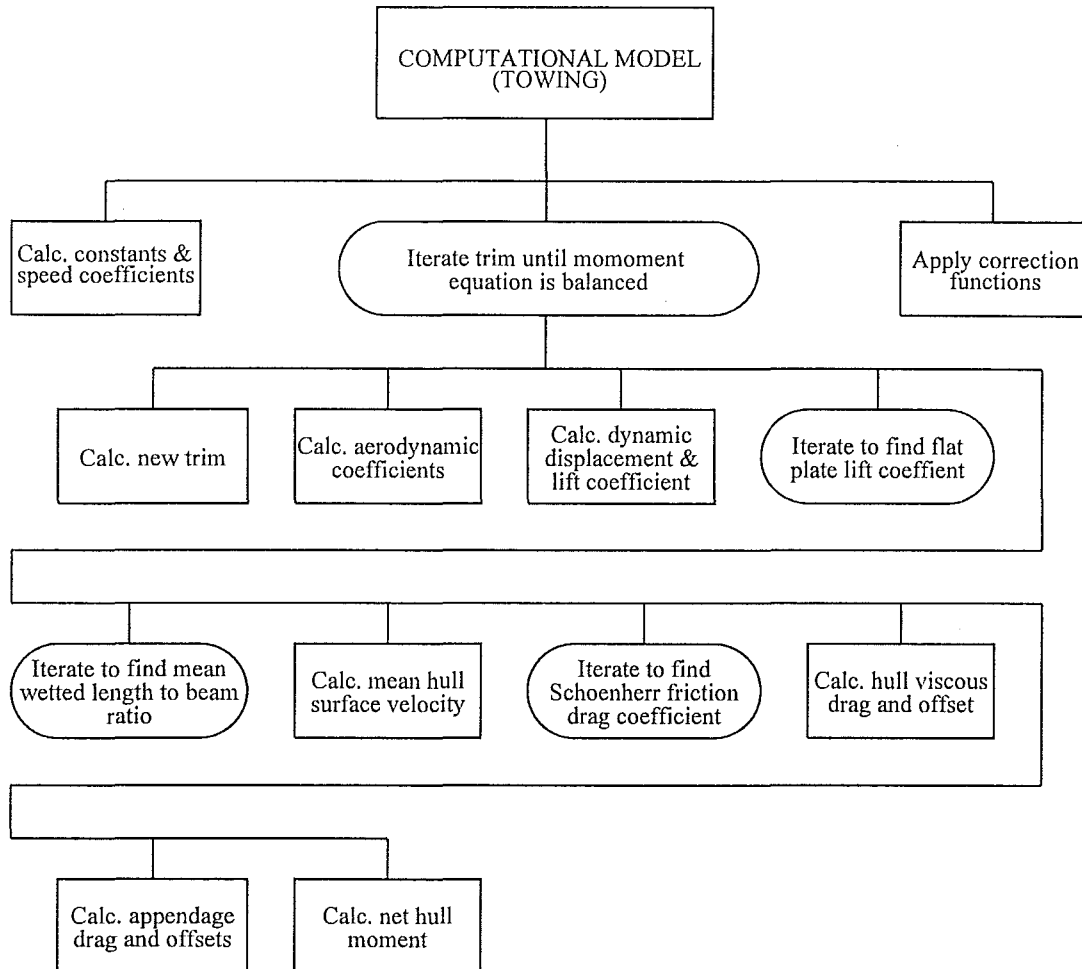 COMPUTATIONAL MODEL
(TOWING)
Calc. constants &
speed coefficients
Iterate trim until momoment
equation is balanced
Apply correction
functions
Calc. new trim
Calc. aerodynamic
coefficients
Calc. dynamic
displacement &
lift coefficient
Iterate to find flat
plate lift coeffient
Iterate to find mean
wetted length to beam
ratio
Calc. mean hull
surface velocity
Iterate to find
Schoenherr friction
drag coefficient
Calc. hull viscous
drag and offset
Calc. appendage
drag and offsets
Calc. net hull
moment